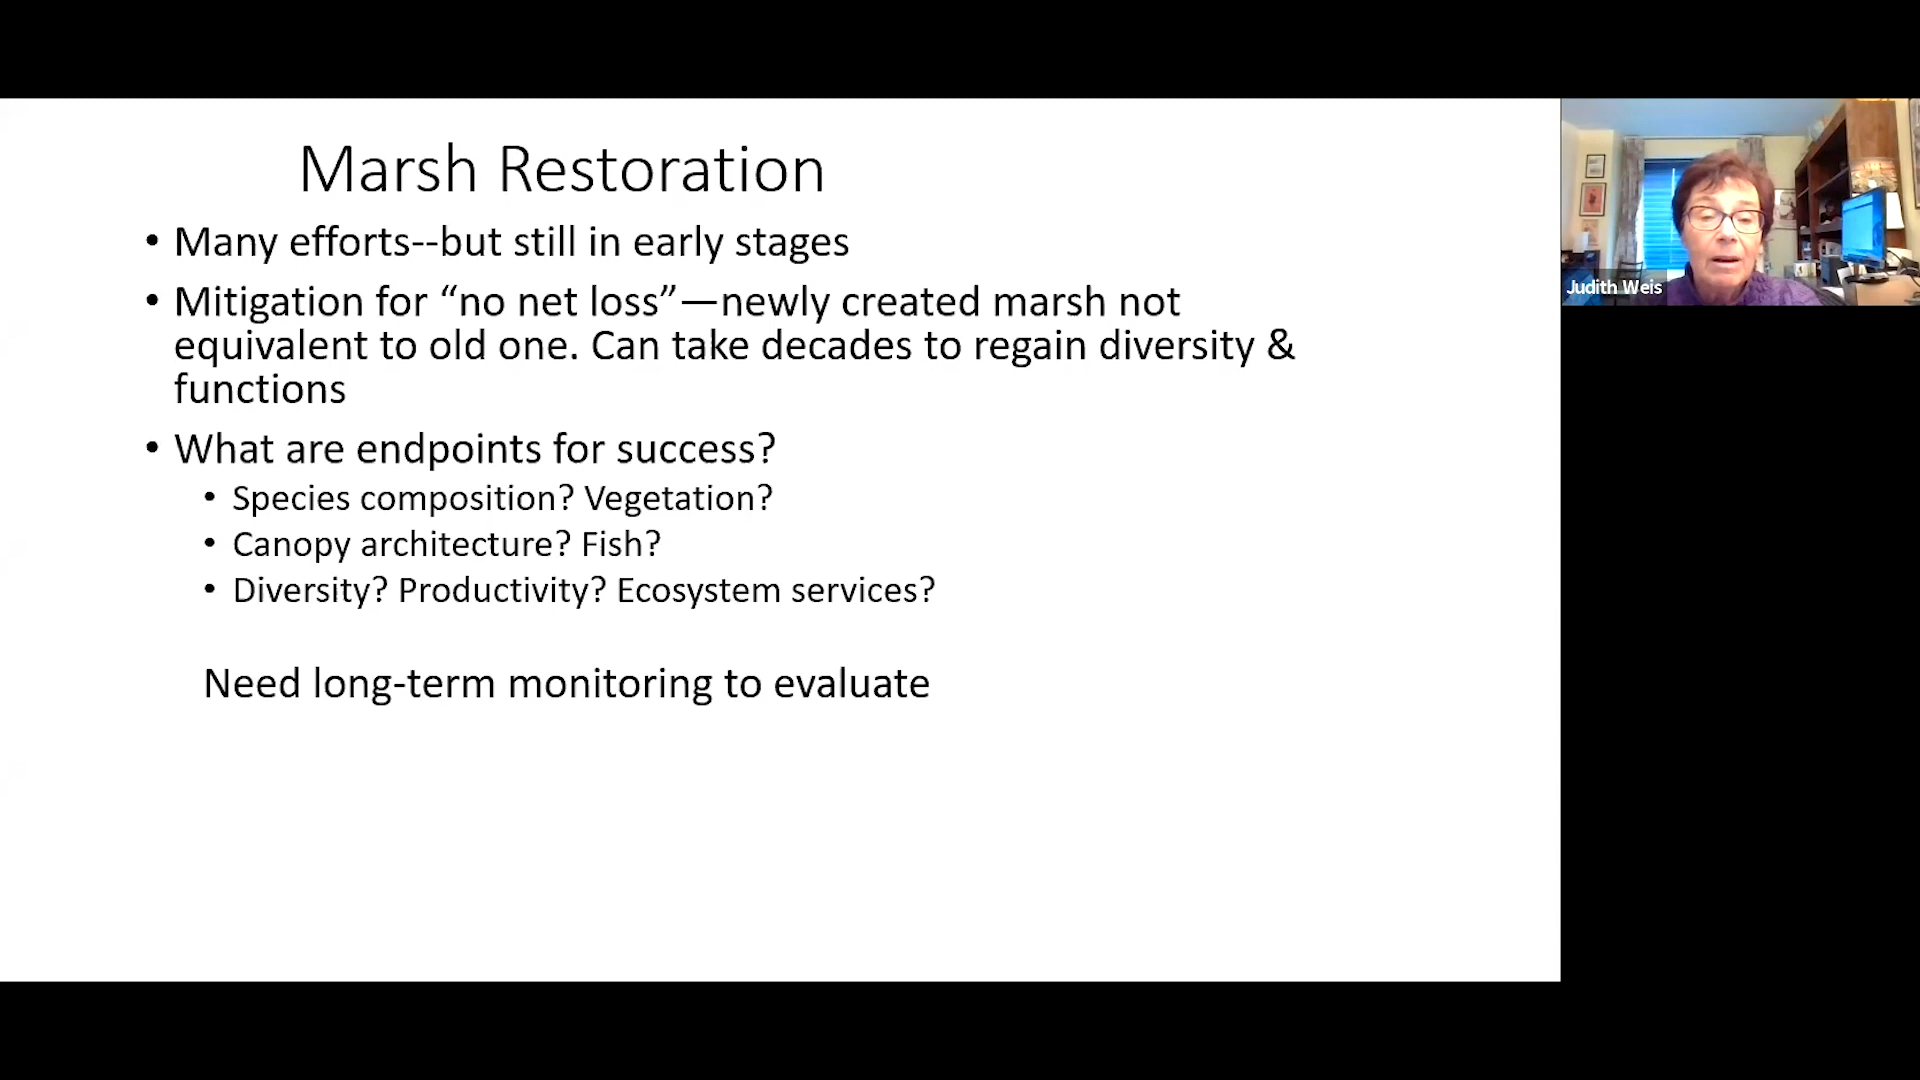 Marsh Restoration
• Many efforts--but still in early stages
• Mitigation for “no net loss”—newly created marsh not
equivalent to old one. Can take decades to regain diversity &
functions
• What are endpoints for success?
• Species composition? Vegetation?
• Canopy architecture? Fish?
• Diversity? Productivity? Ecosystem services?
Need long-term monitoring to evaluate
Judith Weis